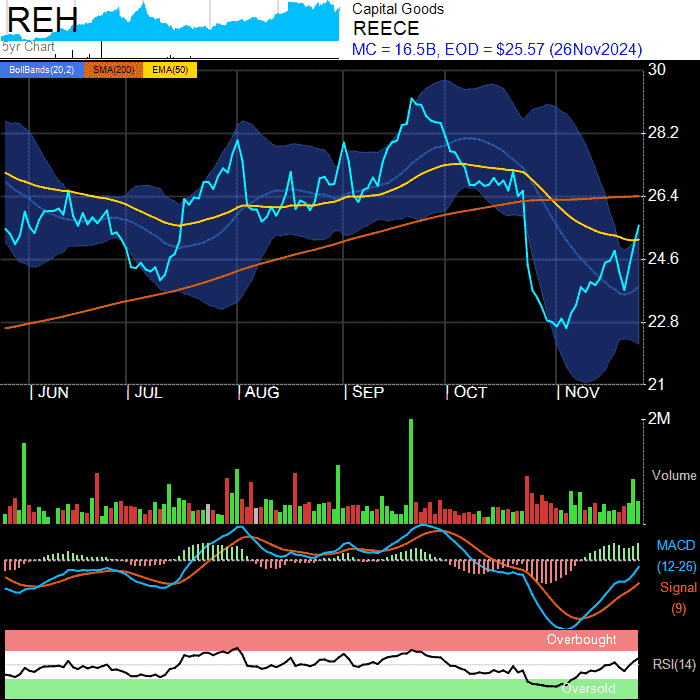 REH
5yr Chart
Capital Goods
REECE
MC = 16.5B, EOD = $25.57 (26Nov2024)
BollBands(20,2) SMA(200) EMA(50)
30
28.2
26.4
24.6
22.8
21
JUN JUL AUG SEP OCT NOV
2M
Volume
MACD
(12-26)
Signal
(9)
Overbought
RSI(14)
Oversold